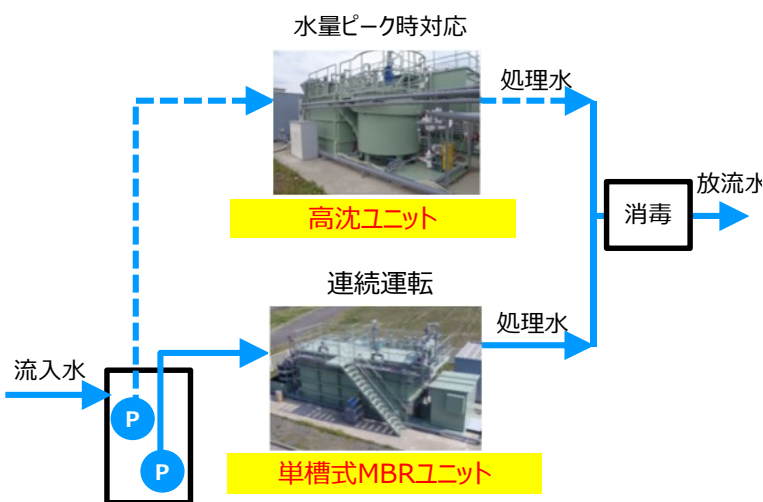 水量ピーク時対応
処理水
高沈ユニット
放流水
消毒
連続運転
処理水
流入水
P
P
単槽式MBRユニット